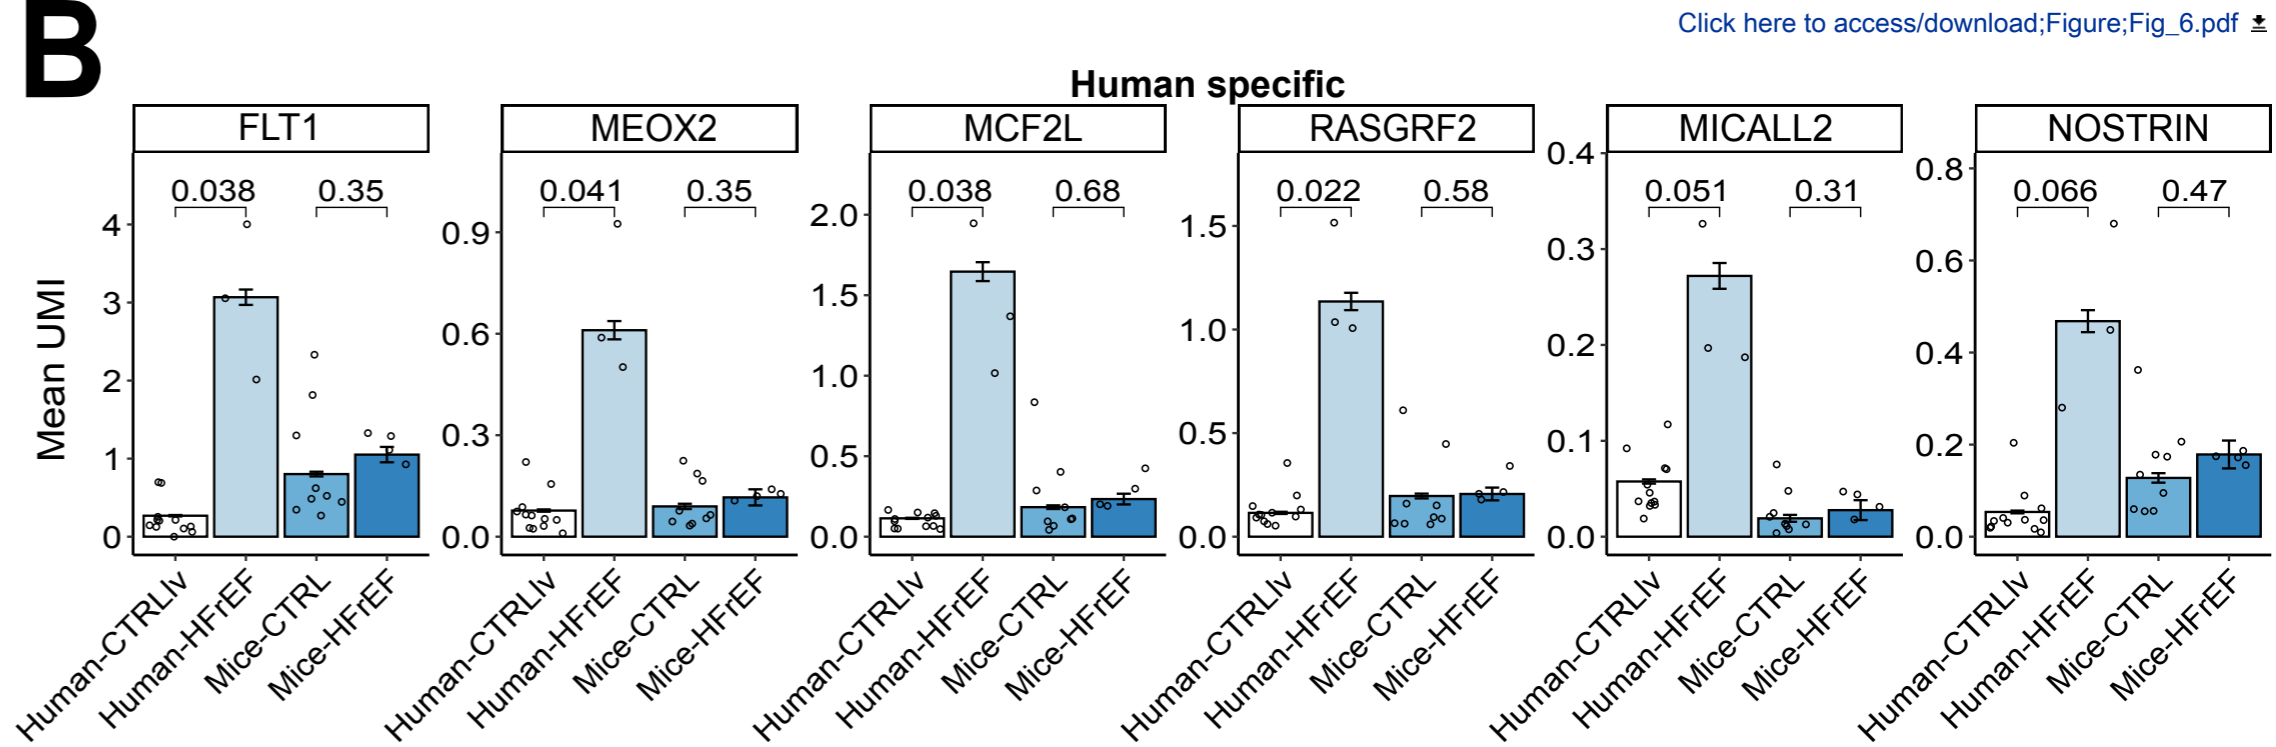 B
Click here to access/download;Figure;Fig_6.pdf
Human specific
FLT1 MEOX2 MCF2L RASGRF2 MICALL2 NOSTRIN
Mean UMI
0.038 0.35
4
3
2
1
0
0.041 0.35
0.9
0.6
0.3
0.0
0.038 0.68
2.0
1.5
1.0
0.5
0.0
0.022 0.58
1.5
1.0
0.5
0.0
0.4
0.051 0.31
0.3
0.2
0.1
0.0
0.8
0.066 0.47
0.6
0.4
0.2
0.0
Human-CTRLlv
Human-HFrEF
Mice-CTRL
Mice-HFrEF
Human-CTRLlv
Human-HFrEF
Mice-CTRL
Mice-HFrEF
Human-CTRLlv
Human-HFrEF
Mice-CTRL
Mice-HFrEF
Human-CTRLlv
Human-HFrEF
Mice-CTRL
Mice-HFrEF
Human-CTRLlv
Human-HFrEF
Mice-CTRL
Mice-HFrEF
Human-CTRLlv
Human-HFrEF
Mice-CTRL
Mice-HFrEF